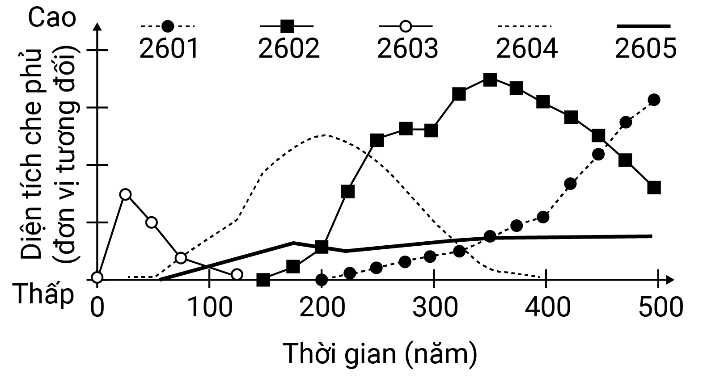 Cao
2601 2602 2603 2604 2605
Diện tích che phủ
(đơn vị tương đối)
Thấp
0 100 200 300 400 500
Thời gian (năm)